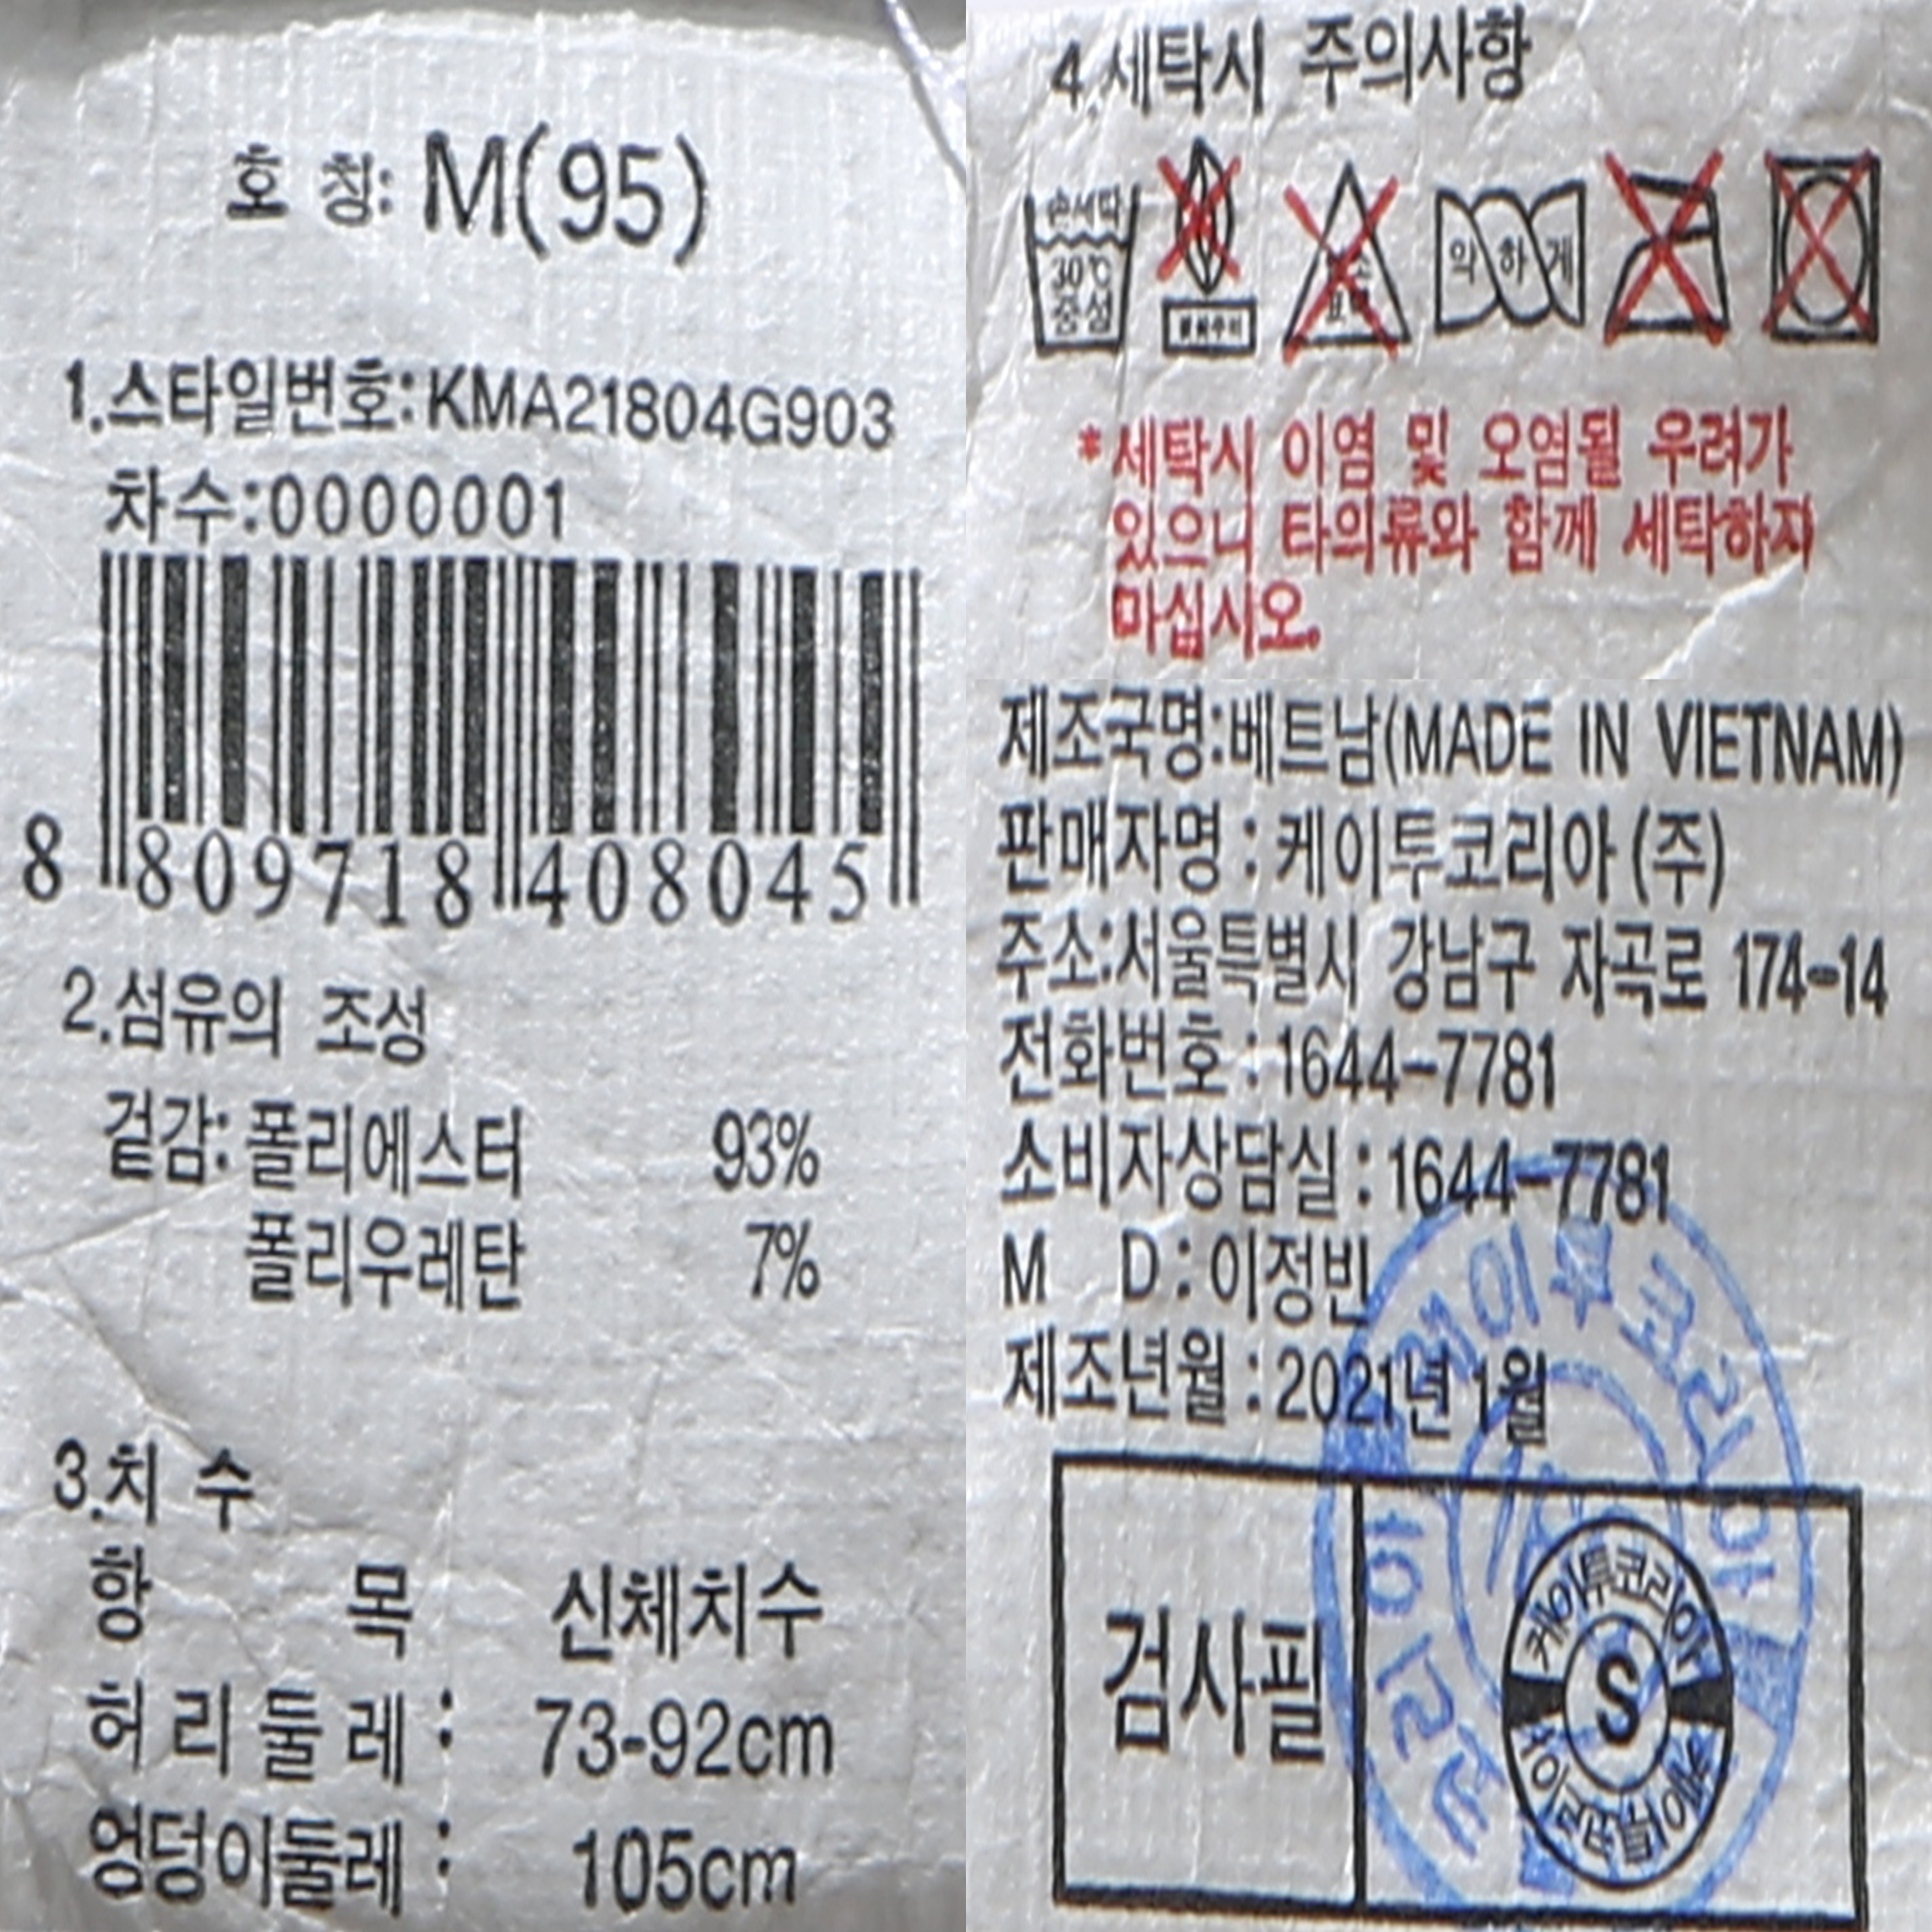 호 칭: M(95)
1.스타일번호:KMA21804G903
차수:0000001
8 809718 408045
2.섬유의 조성
겉감: 폴리에스터 93%
폴리우레탄 7%
3.치 수
항 목 신체치수
허리둘레 : 73-92cm
엉덩이둘레 : 105cm
4.세탁시 주의사항
손세탁
30℃
중성
약하게
*세탁시 이염 및 오염될 우려가
있으니 타의류와 함께 세탁하지
마십시오.
제조국명:베트남(MADE IN VIETNAM)
판매자명 : 케이투코리아 (주)
주소:서울특별시 강남구 자곡로 174-14
전화번호 : 1644-7781
소비자상담실 : 1644-7781
M D : 이정빈
제조년월 : 2021년 1월
검사필
케이투코리아
S
케이투코리아